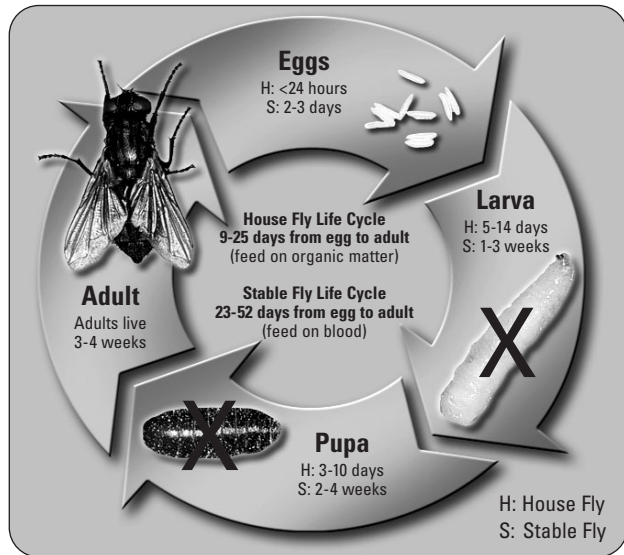 Eggs
H: <24 hours
S: 2-3 days
Larva
H: 5-14 days
S: 1-3 weeks
X
Pupa
H: 3-10 days
S: 2-4 weeks
X
Adult
Adults live
3-4 weeks
House Fly Life Cycle
9-25 days from egg to adult
(feed on organic matter)
Stable Fly Life Cycle
23-52 days from egg to adult
(feed on blood)
H: House Fly
S: Stable Fly